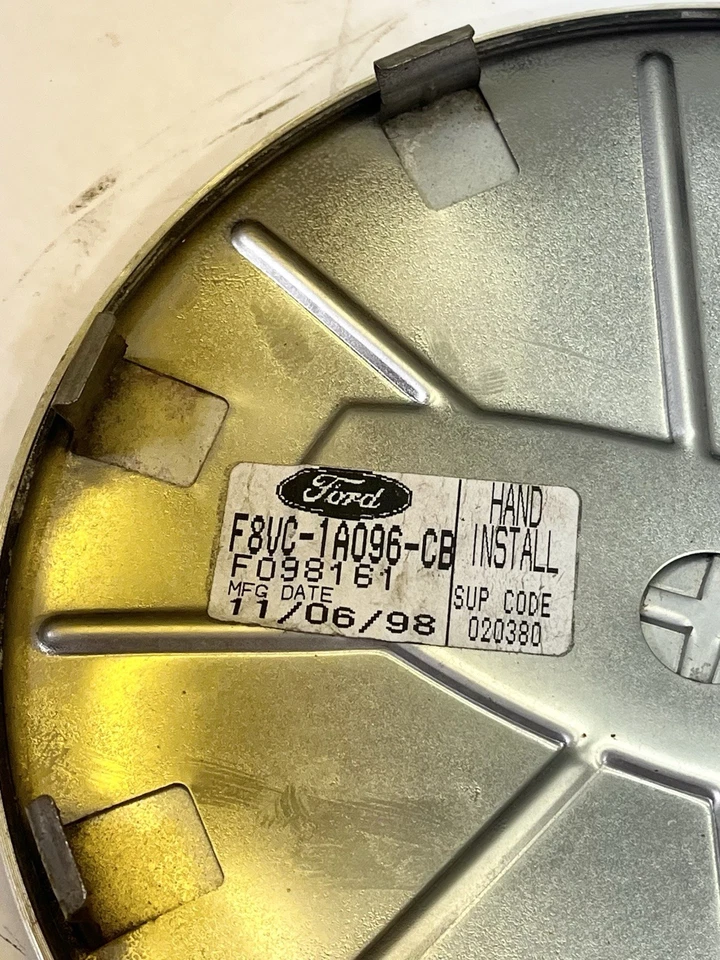 Ford
F8VC-1A096-CB
F098161
MFG DATE
11/06/98
HAND
INSTALL
SUP CODE
020380